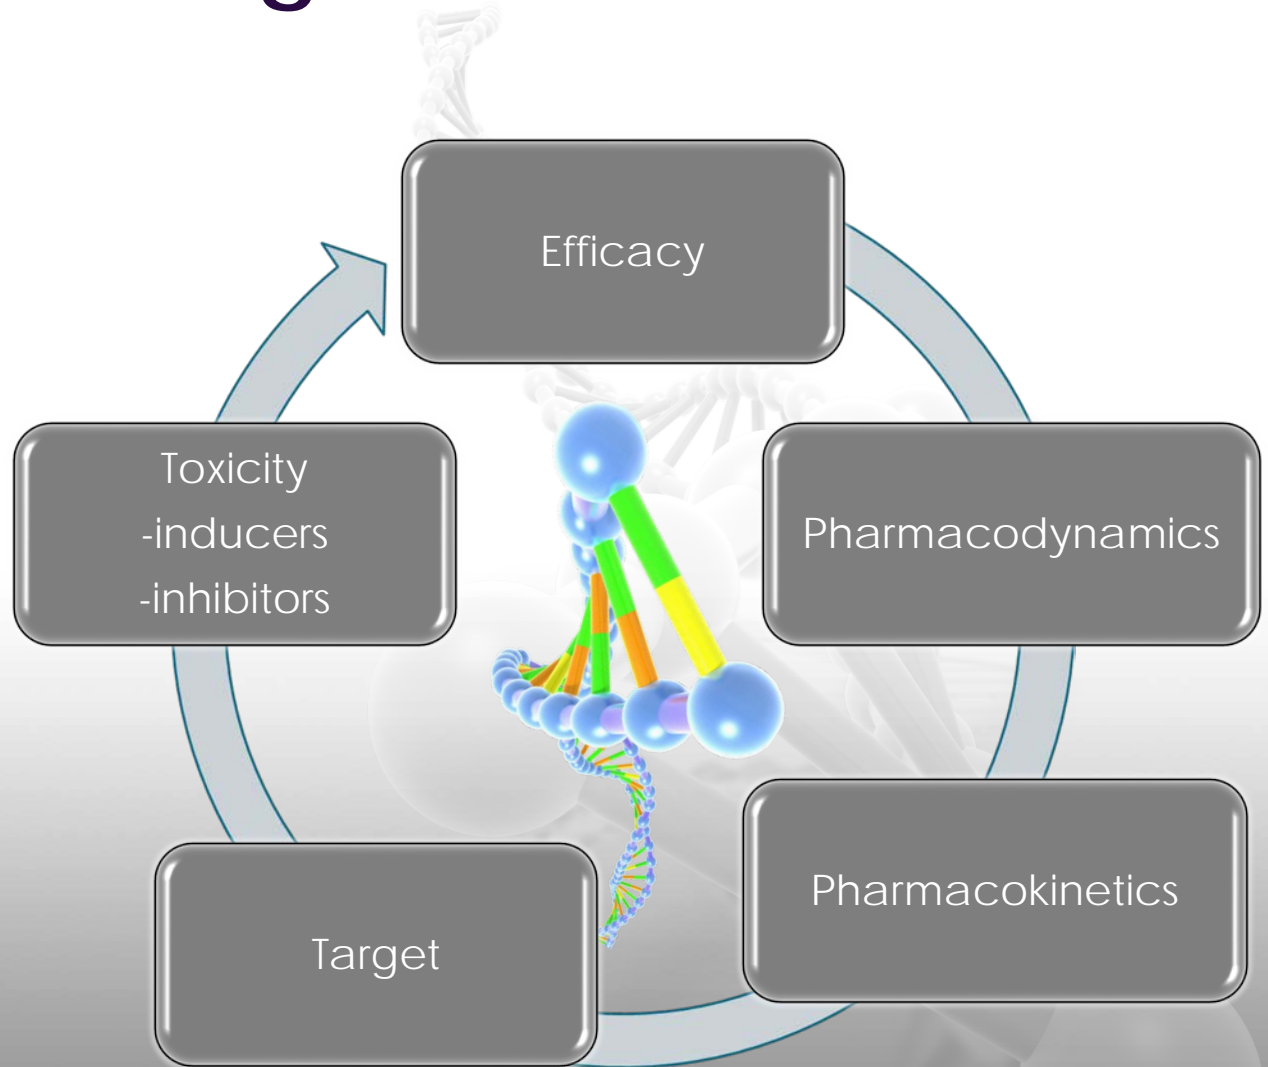 Efficacy
Pharmacodynamics
Pharmacokinetics
Target
Toxicity
-inducers
-inhibitors